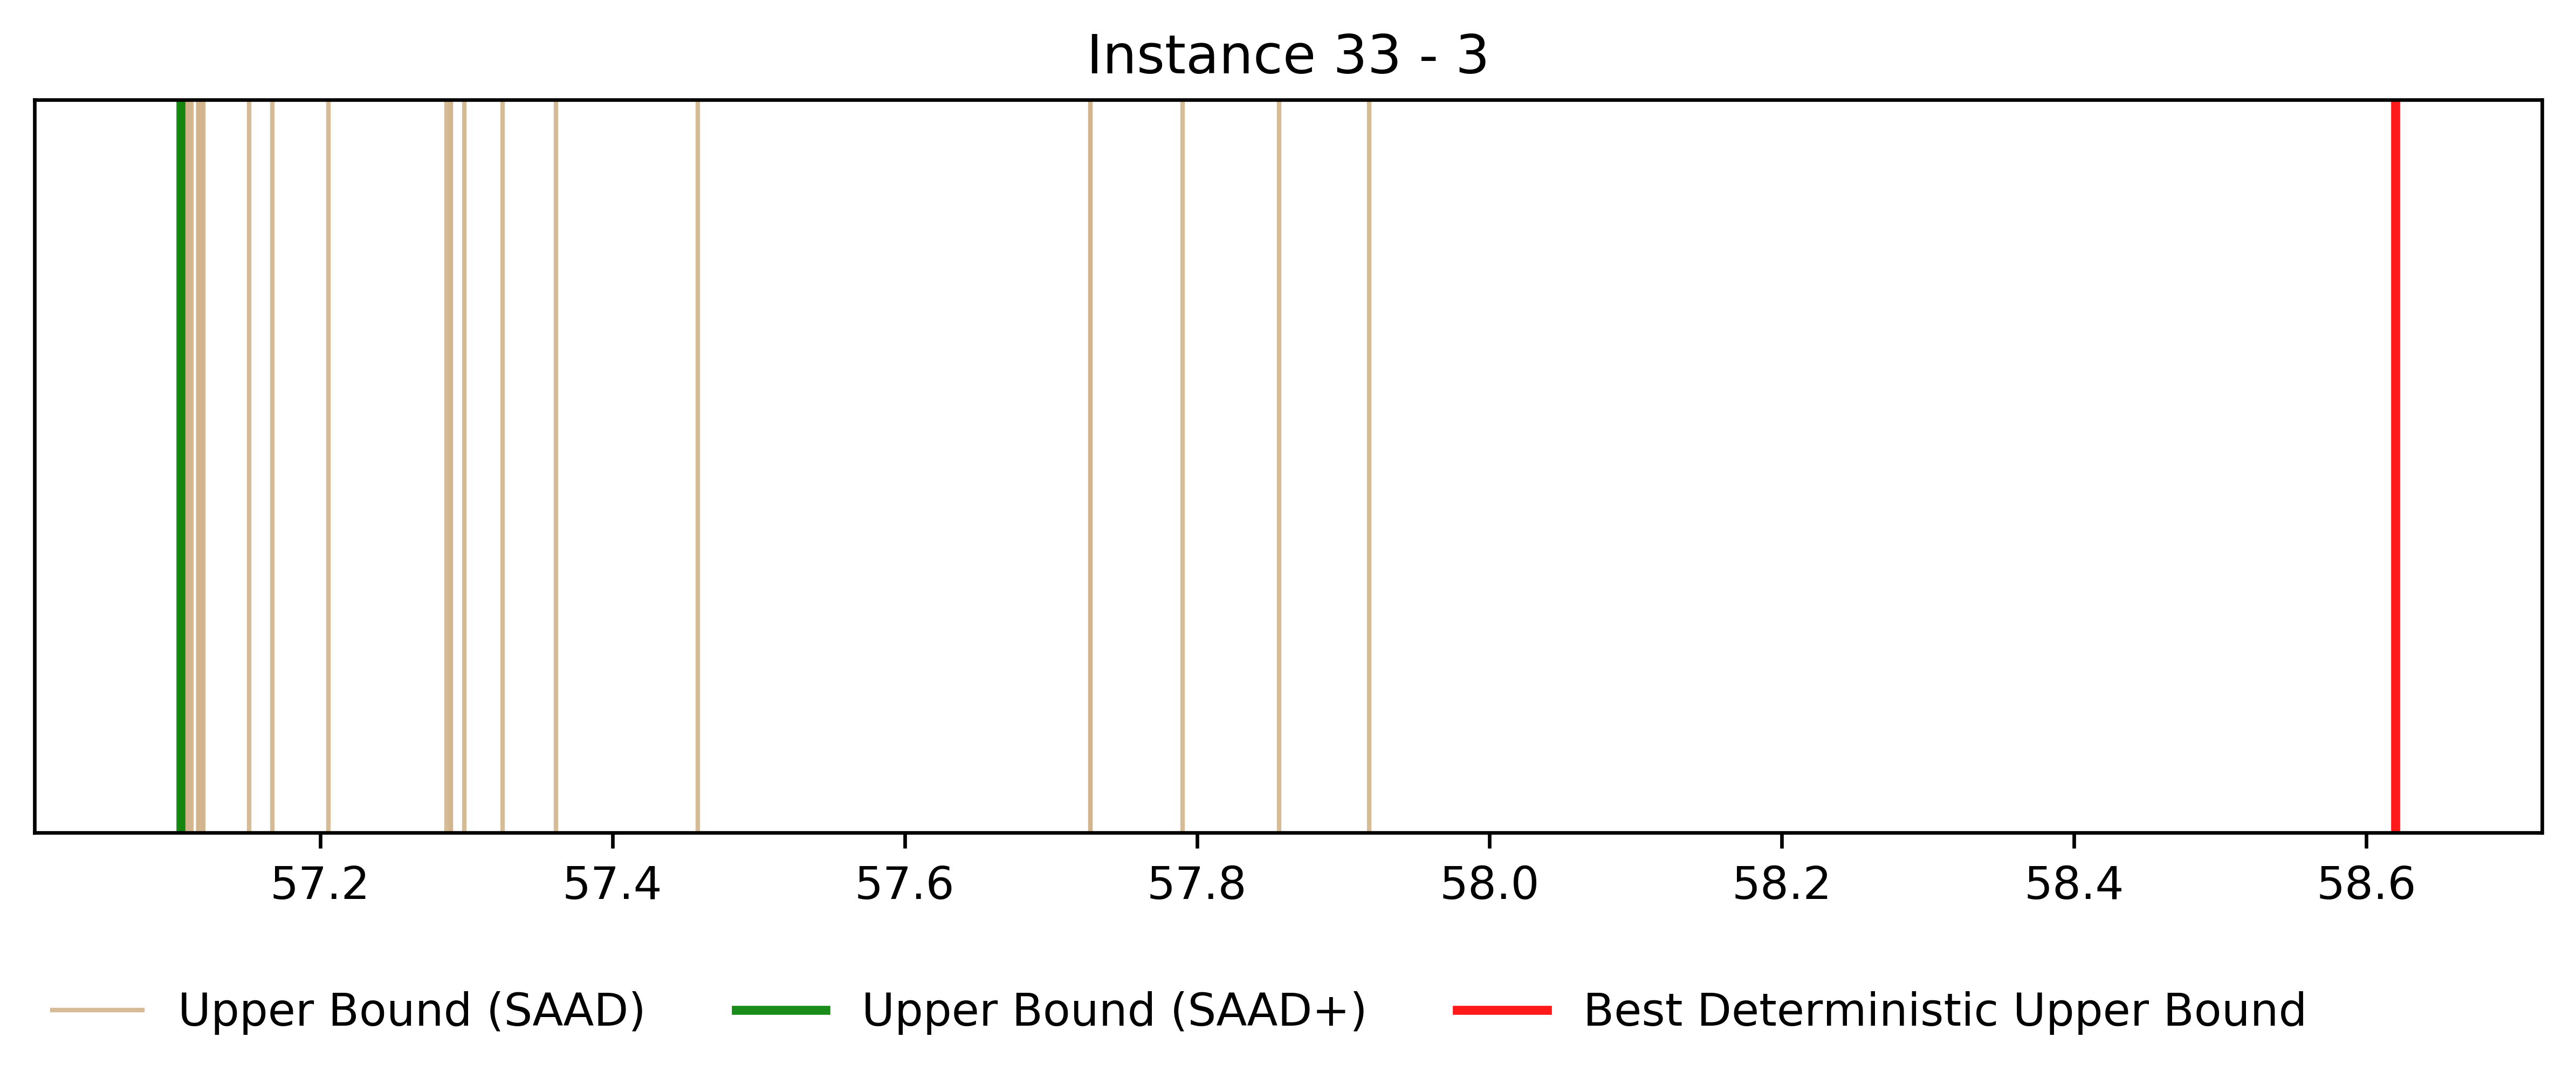 Instance 33 - 3
57.2 57.4 57.6 57.8 58.0 58.2 58.4 58.6
Upper Bound (SAAD) Upper Bound (SAAD+) Best Deterministic Upper Bound